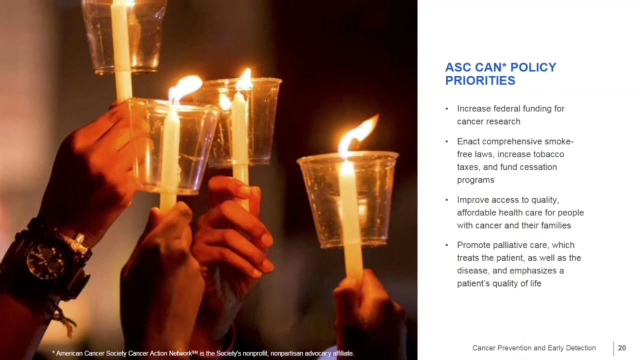 ASC CAN* POLICY
PRIORITIES
• Increase federal funding for
cancer research
• Enact comprehensive smoke-
free laws, increase tobacco
taxes, and fund cessation
programs
• Improve access to quality,
affordable health care for people
with cancer and their families
• Promote palliative care, which
treats the patient, as well as the
disease, and emphasizes a
patient's quality of life
* American Cancer Society Cancer Action Network℠ is the Society's nonprofit, nonpartisan advocacy affiliate.
Cancer Prevention and Early Detection | 20